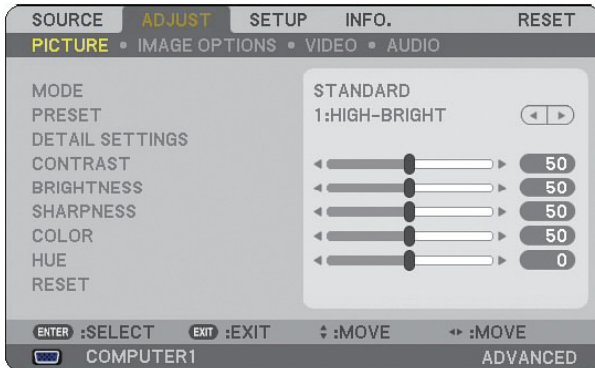 SOURCE ADJUST SETUP INFO. RESET
PICTURE • IMAGE OPTIONS • VIDEO • AUDIO
MODE STANDARD
PRESET 1:HIGH-BRIGHT
DETAIL SETTINGS
CONTRAST 50
BRIGHTNESS 50
SHARPNESS 50
COLOR 50
HUE 0
RESET
ENTER :SELECT EXIT :EXIT :MOVE :MOVE
COMPUTER1 ADVANCED